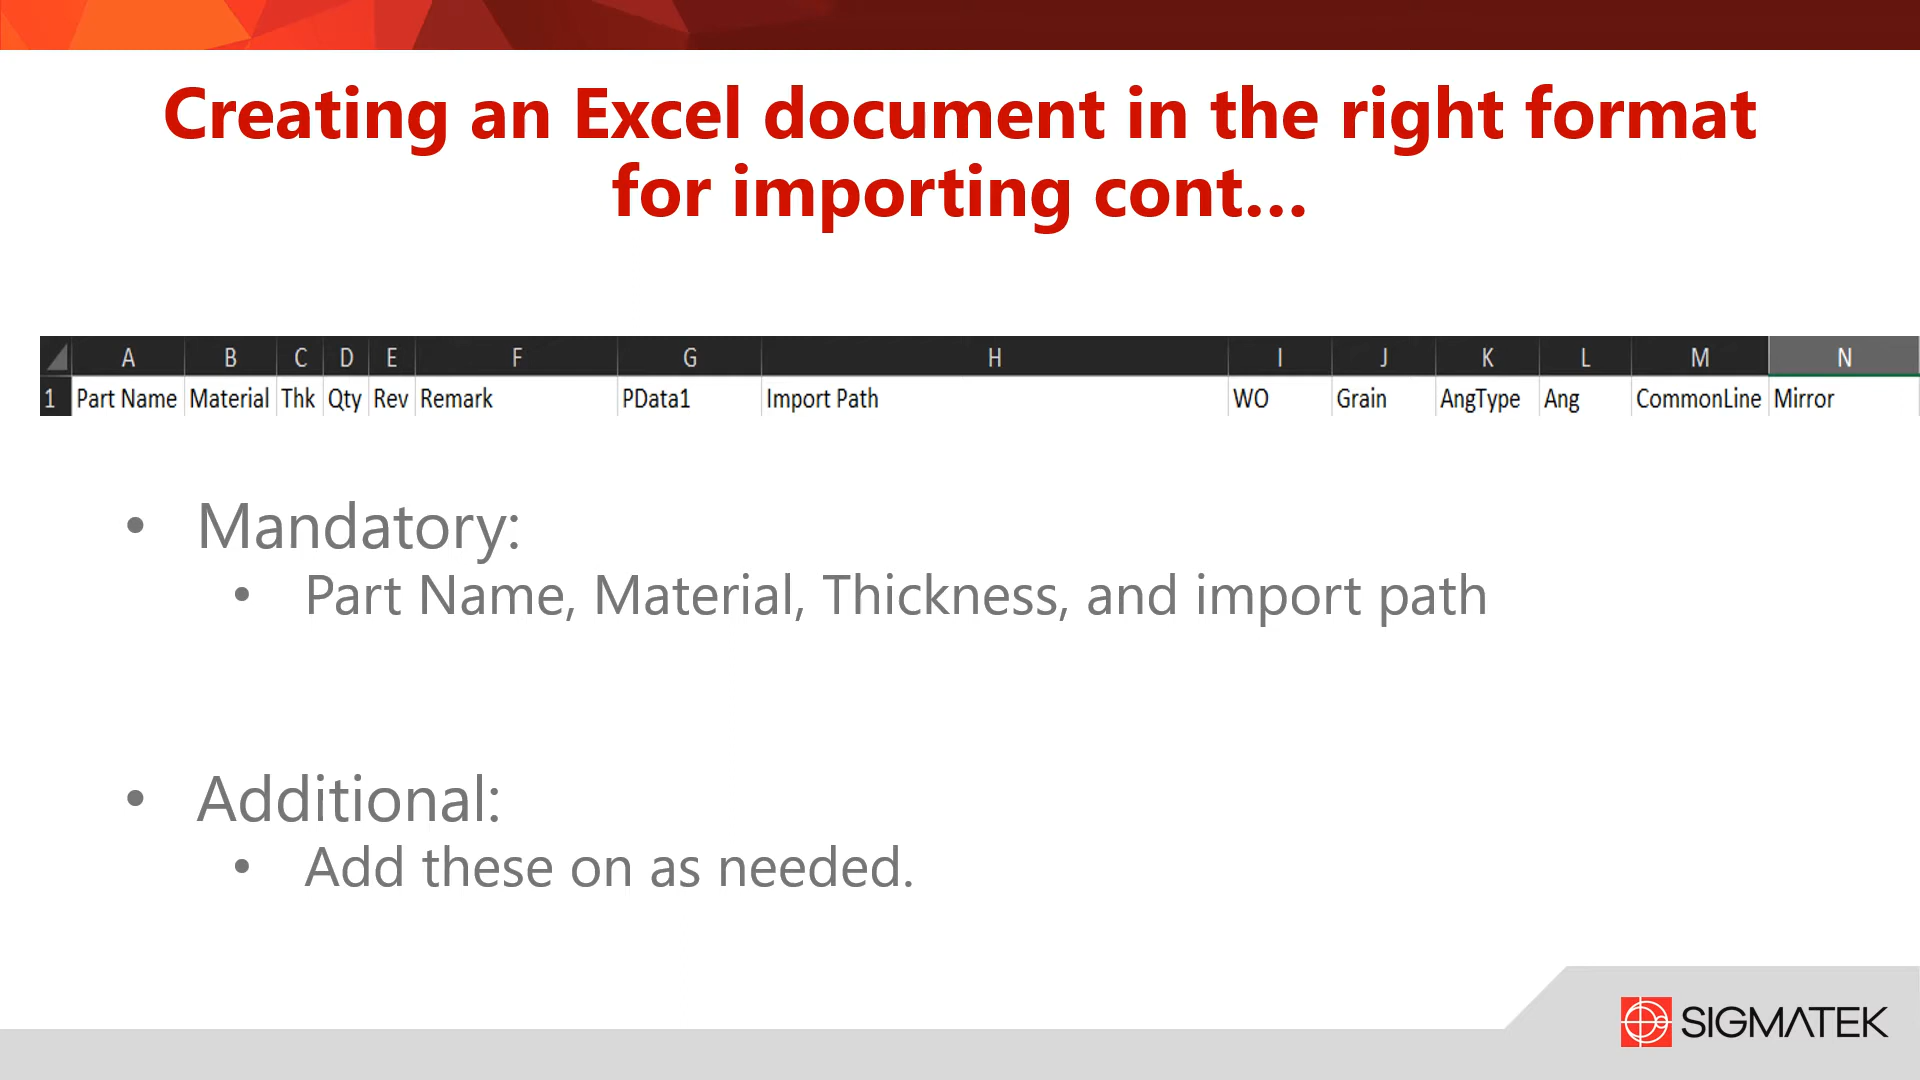 Creating an Excel document in the right format
for importing cont...
A B C D E F G H I J K L M N
1 Part Name Material Thk Qty Rev Remark PData1 Import Path WO Grain AngType Ang CommonLine Mirror
• Mandatory:
• Part Name, Material, Thickness, and import path
• Additional:
• Add these on as needed.
SIGMATEK